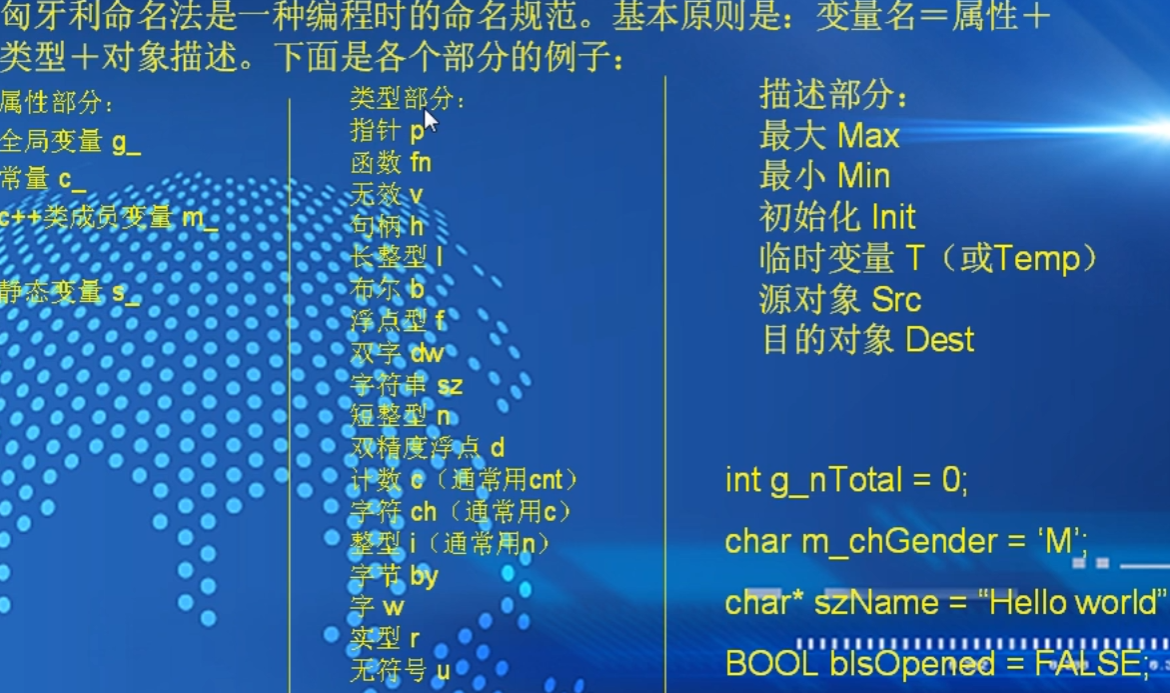 匈牙利命名法是一种编程时的命名规范。基本原则是：变量名＝属性＋
类型＋对象描述。下面是各个部分的例子：
属性部分：
全局变量 g_
常量 c_
c++类成员变量 m_
静态变量 s_
类型部分：
指针 p
函数 fn
无效 v
句柄 h
长整型 l
布尔 b
浮点型 f
双字 dw
字符串 sz
短整型 n
双精度浮点 d
计数 c（通常用cnt）
字符 ch（通常用c）
整型 i（通常用n）
字节 by
字 w
实型 r
无符号 u
描述部分：
最大 Max
最小 Min
初始化 Init
临时变量 T（或Temp）
源对象 Src
目的对象 Dest
int g_nTotal = 0;
char m_chGender = ‘M’;
char* szName = “Hello world”
BOOL bIsOpened = FALSE;